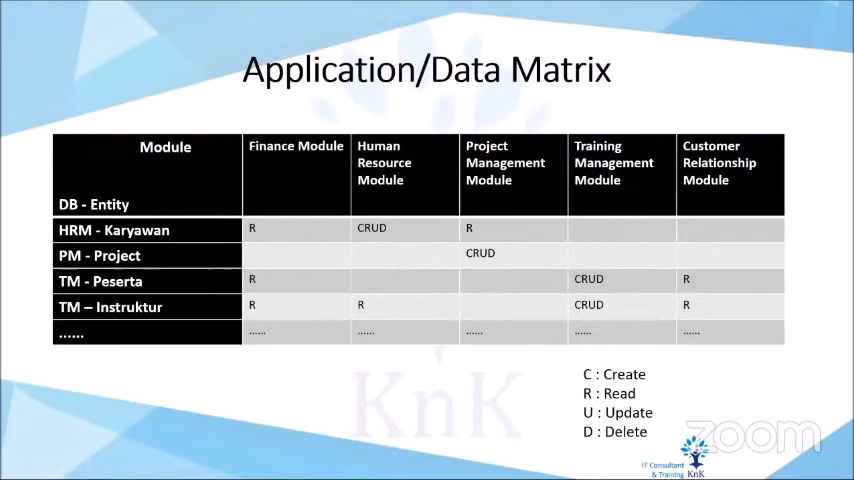 Application/Data Matrix
Module
DB - Entity
Finance Module
Human Resource Module
Project Management Module
Training Management Module
Customer Relationship Module
HRM - Karyawan R CRUD R
PM - Project CRUD
TM - Peserta R CRUD R
TM – Instruktur R R CRUD R
...... ...... ...... ...... ...... ......
C : Create
R : Read
U : Update
D : Delete
KnK
zoom
IT Consultant
& Training KnK